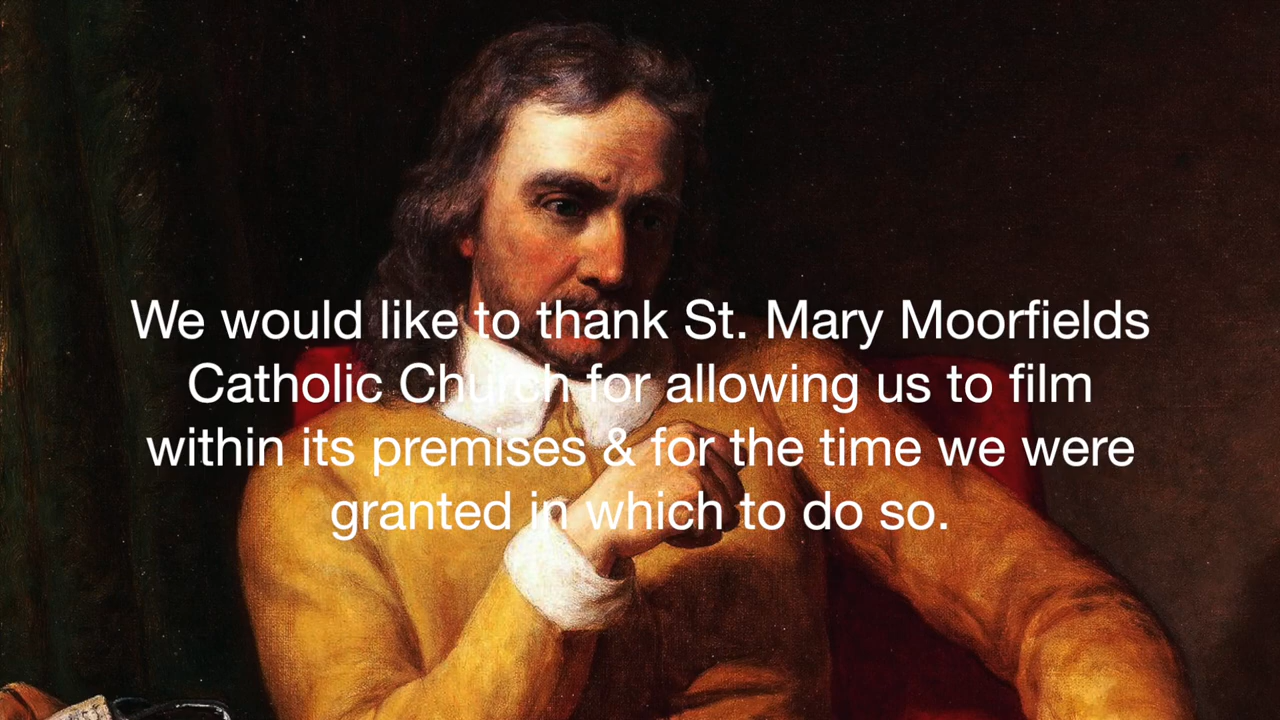 We would like to thank St. Mary Moorfields
Catholic Church for allowing us to film
within its premises & for the time we were
granted in which to do so.